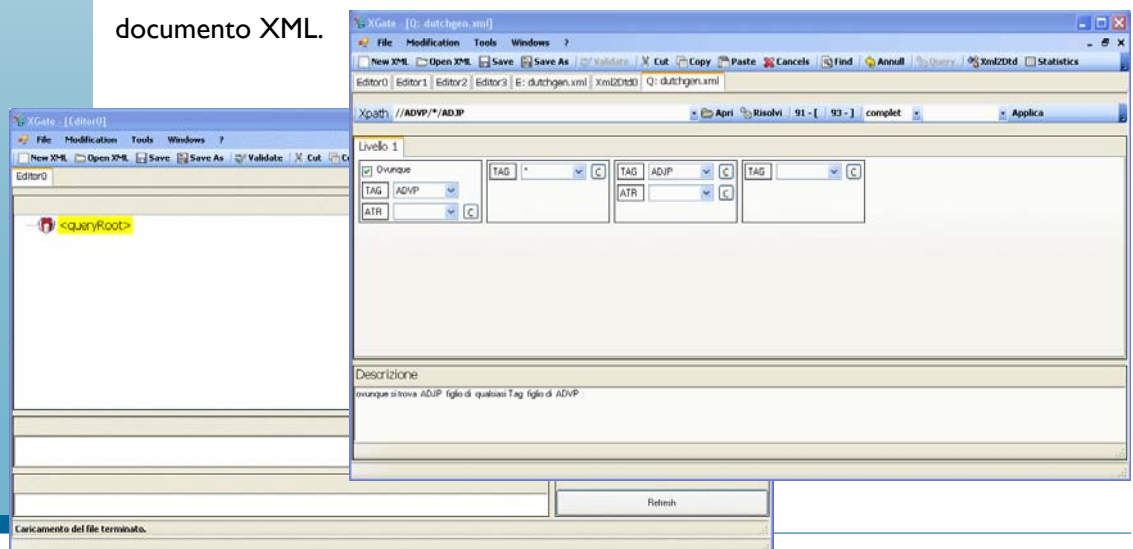 documento XML.
XGate - [Q: dutchgen.xml]
File Modification Tools Windows ?
New XML Open XML Save Save As Validate Cut Copy Paste Cancels Find Annull Query Xml2Dtd Statistics
Editor0 Editor1 Editor2 Editor3 E: dutchgen.xml Xml2Dtd0 Q: dutchgen.xml
Xpath //ADVP/*/ADJP Apri Risolvi 91 - [ 93 - ] complet Applica
Livello 1
Ovunque TAG * C TAG ADJP C TAG C
TAG ADVP ATR C
ATR C
Descrizione
ovunque si trova ADJP figlio di qualsiasi Tag figlio di ADVP
XGate - [Editor0]
File Modification Tools Windows ?
New XML Open XML Save Save As Validate Cut
Editor0
<queryRoot>
Refresh
Caricamento del file terminato.